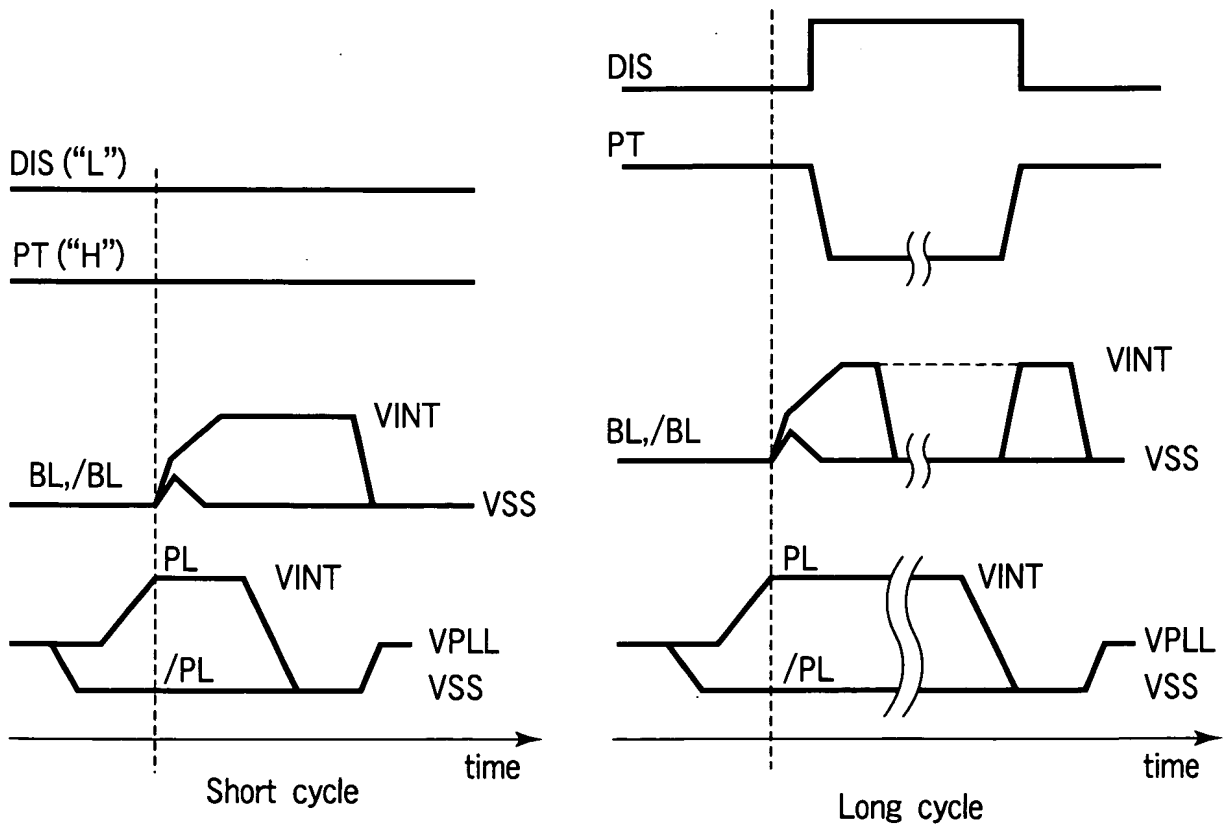 DIS (“L”)
PT (“H”)
BL,/BL
VINT
VSS
PL
VINT
/PL
VPLL
VSS
time
Short cycle
DIS
PT
BL,/BL
VINT
VSS
PL
VINT
/PL
VPLL
VSS
time
Long cycle